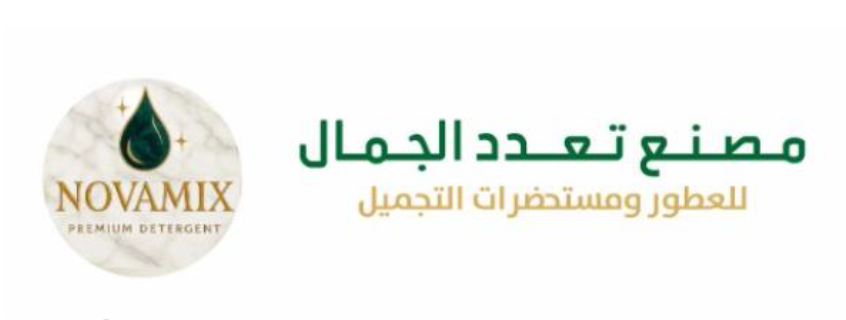 مصنع تعدد الجمال
للعطور ومستحضرات التجميل
NOVAMIX
PREMIUM DETERGENT